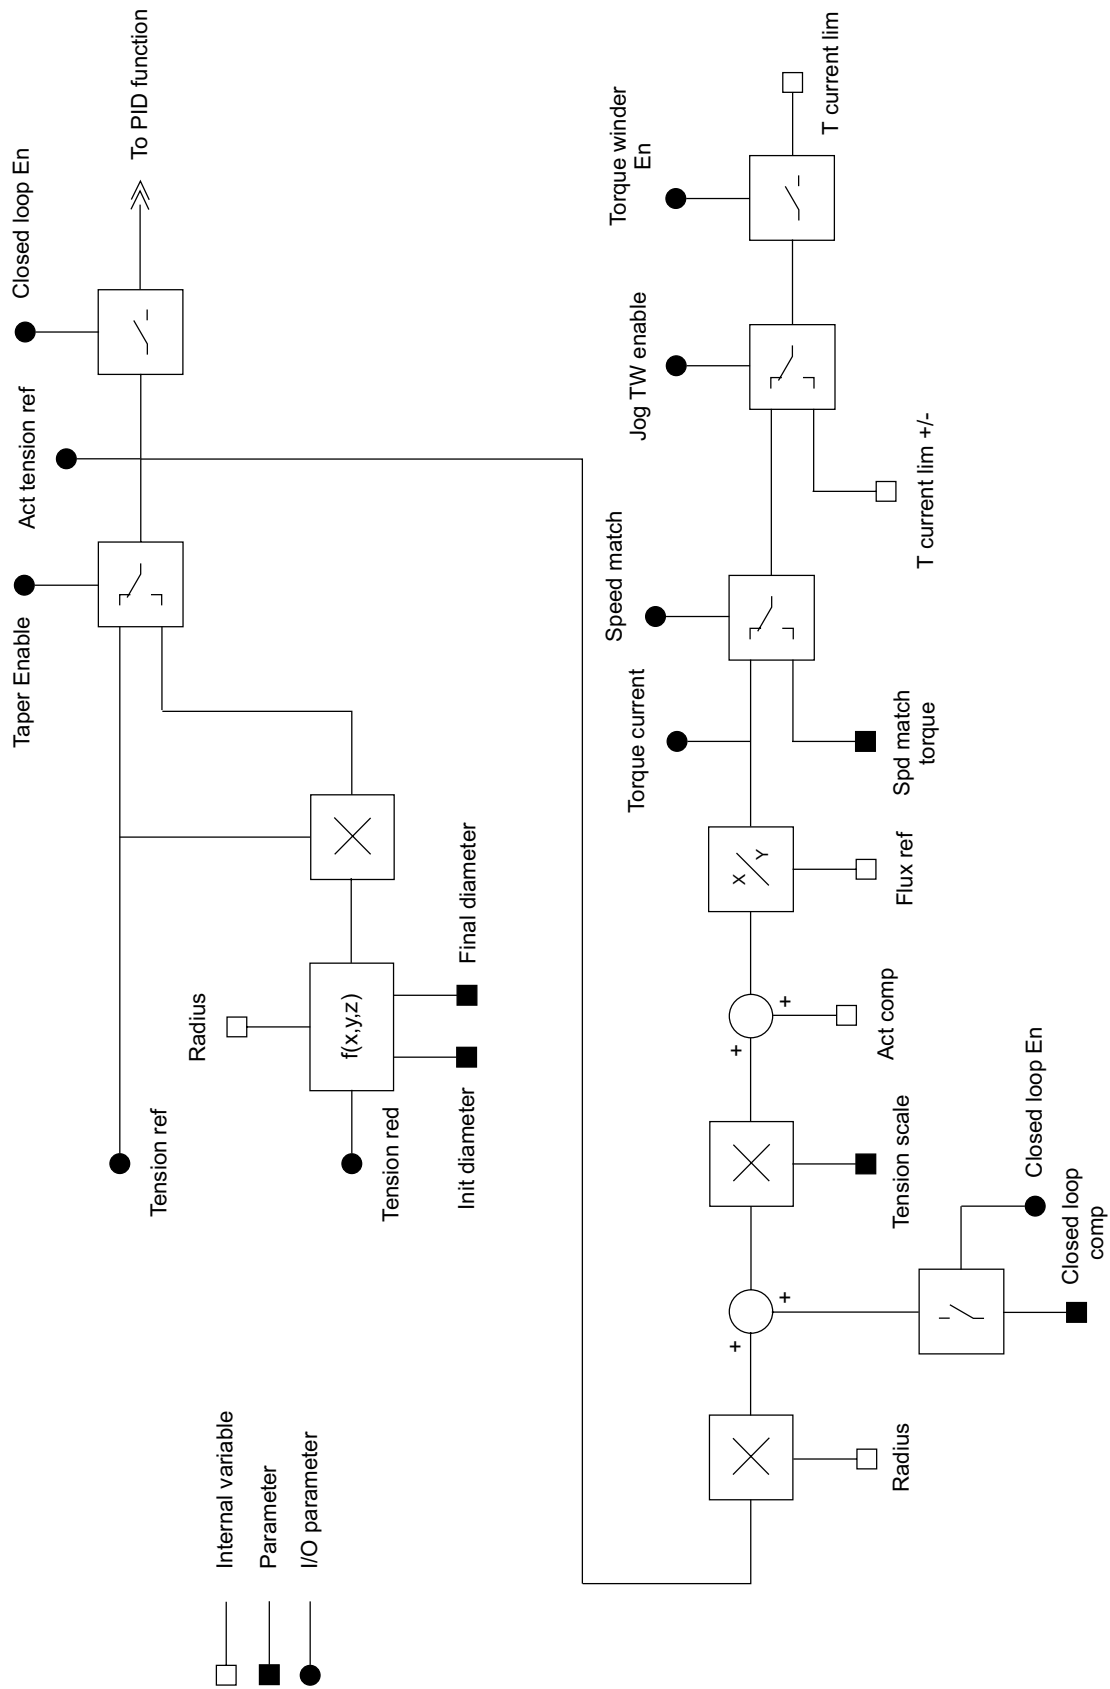 Internal variable
Parameter
I/O parameter
Tension ref
Taper Enable
Act tension ref
Closed loop En
To PID function
Radius
f(x,y,z)
Tension red
Init diameter
Final diameter
Radius
+
+
Closed loop En
Closed loop
comp
Tension scale
+
+
Act comp
X
Y
Flux ref
Torque current
Spd match
torque
Speed match
Jog TW enable
T current lim +/-
Torque winder
En
T current lim